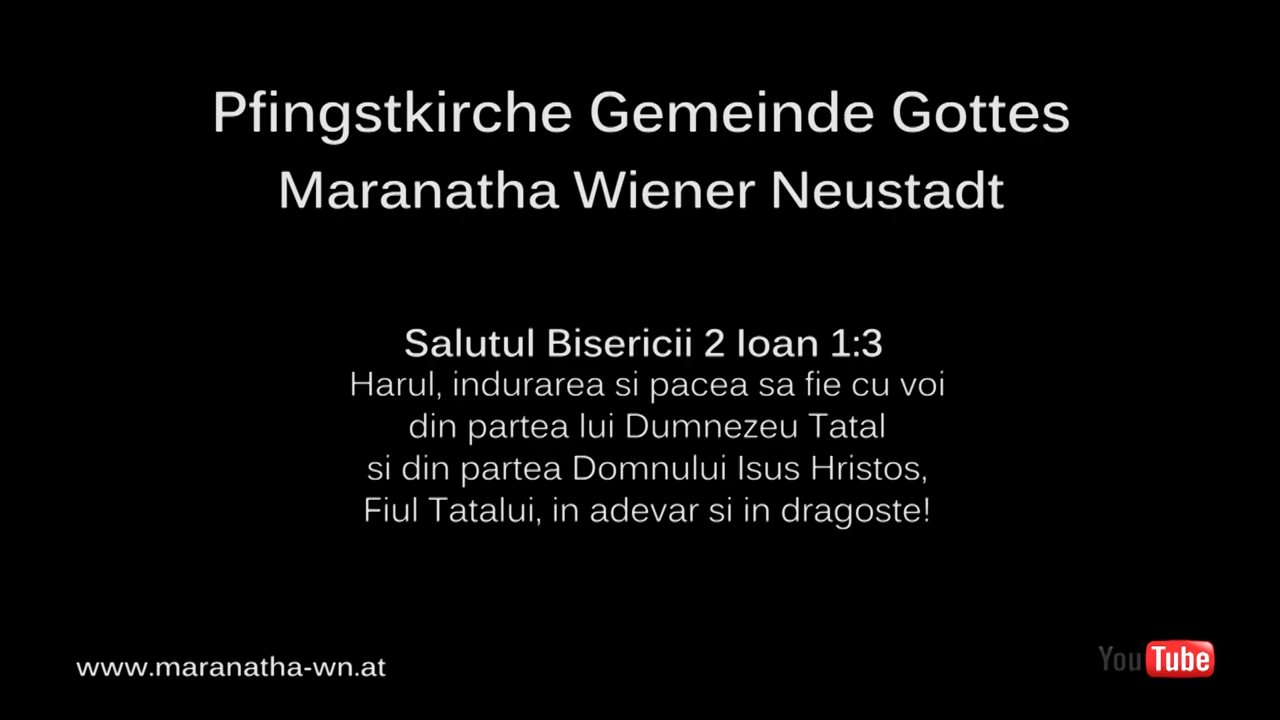 Pfingstkirche Gemeinde Gottes
Maranatha Wiener Neustadt
Salutul Bisericii 2 Ioan 1:3
Harul, indurarea si pacea sa fie cu voi
din partea lui Dumnezeu Tatal
si din partea Domnului Isus Hristos,
Fiul Tatalui, in adevar si in dragoste!
www.maranatha-wn.at
You Tube